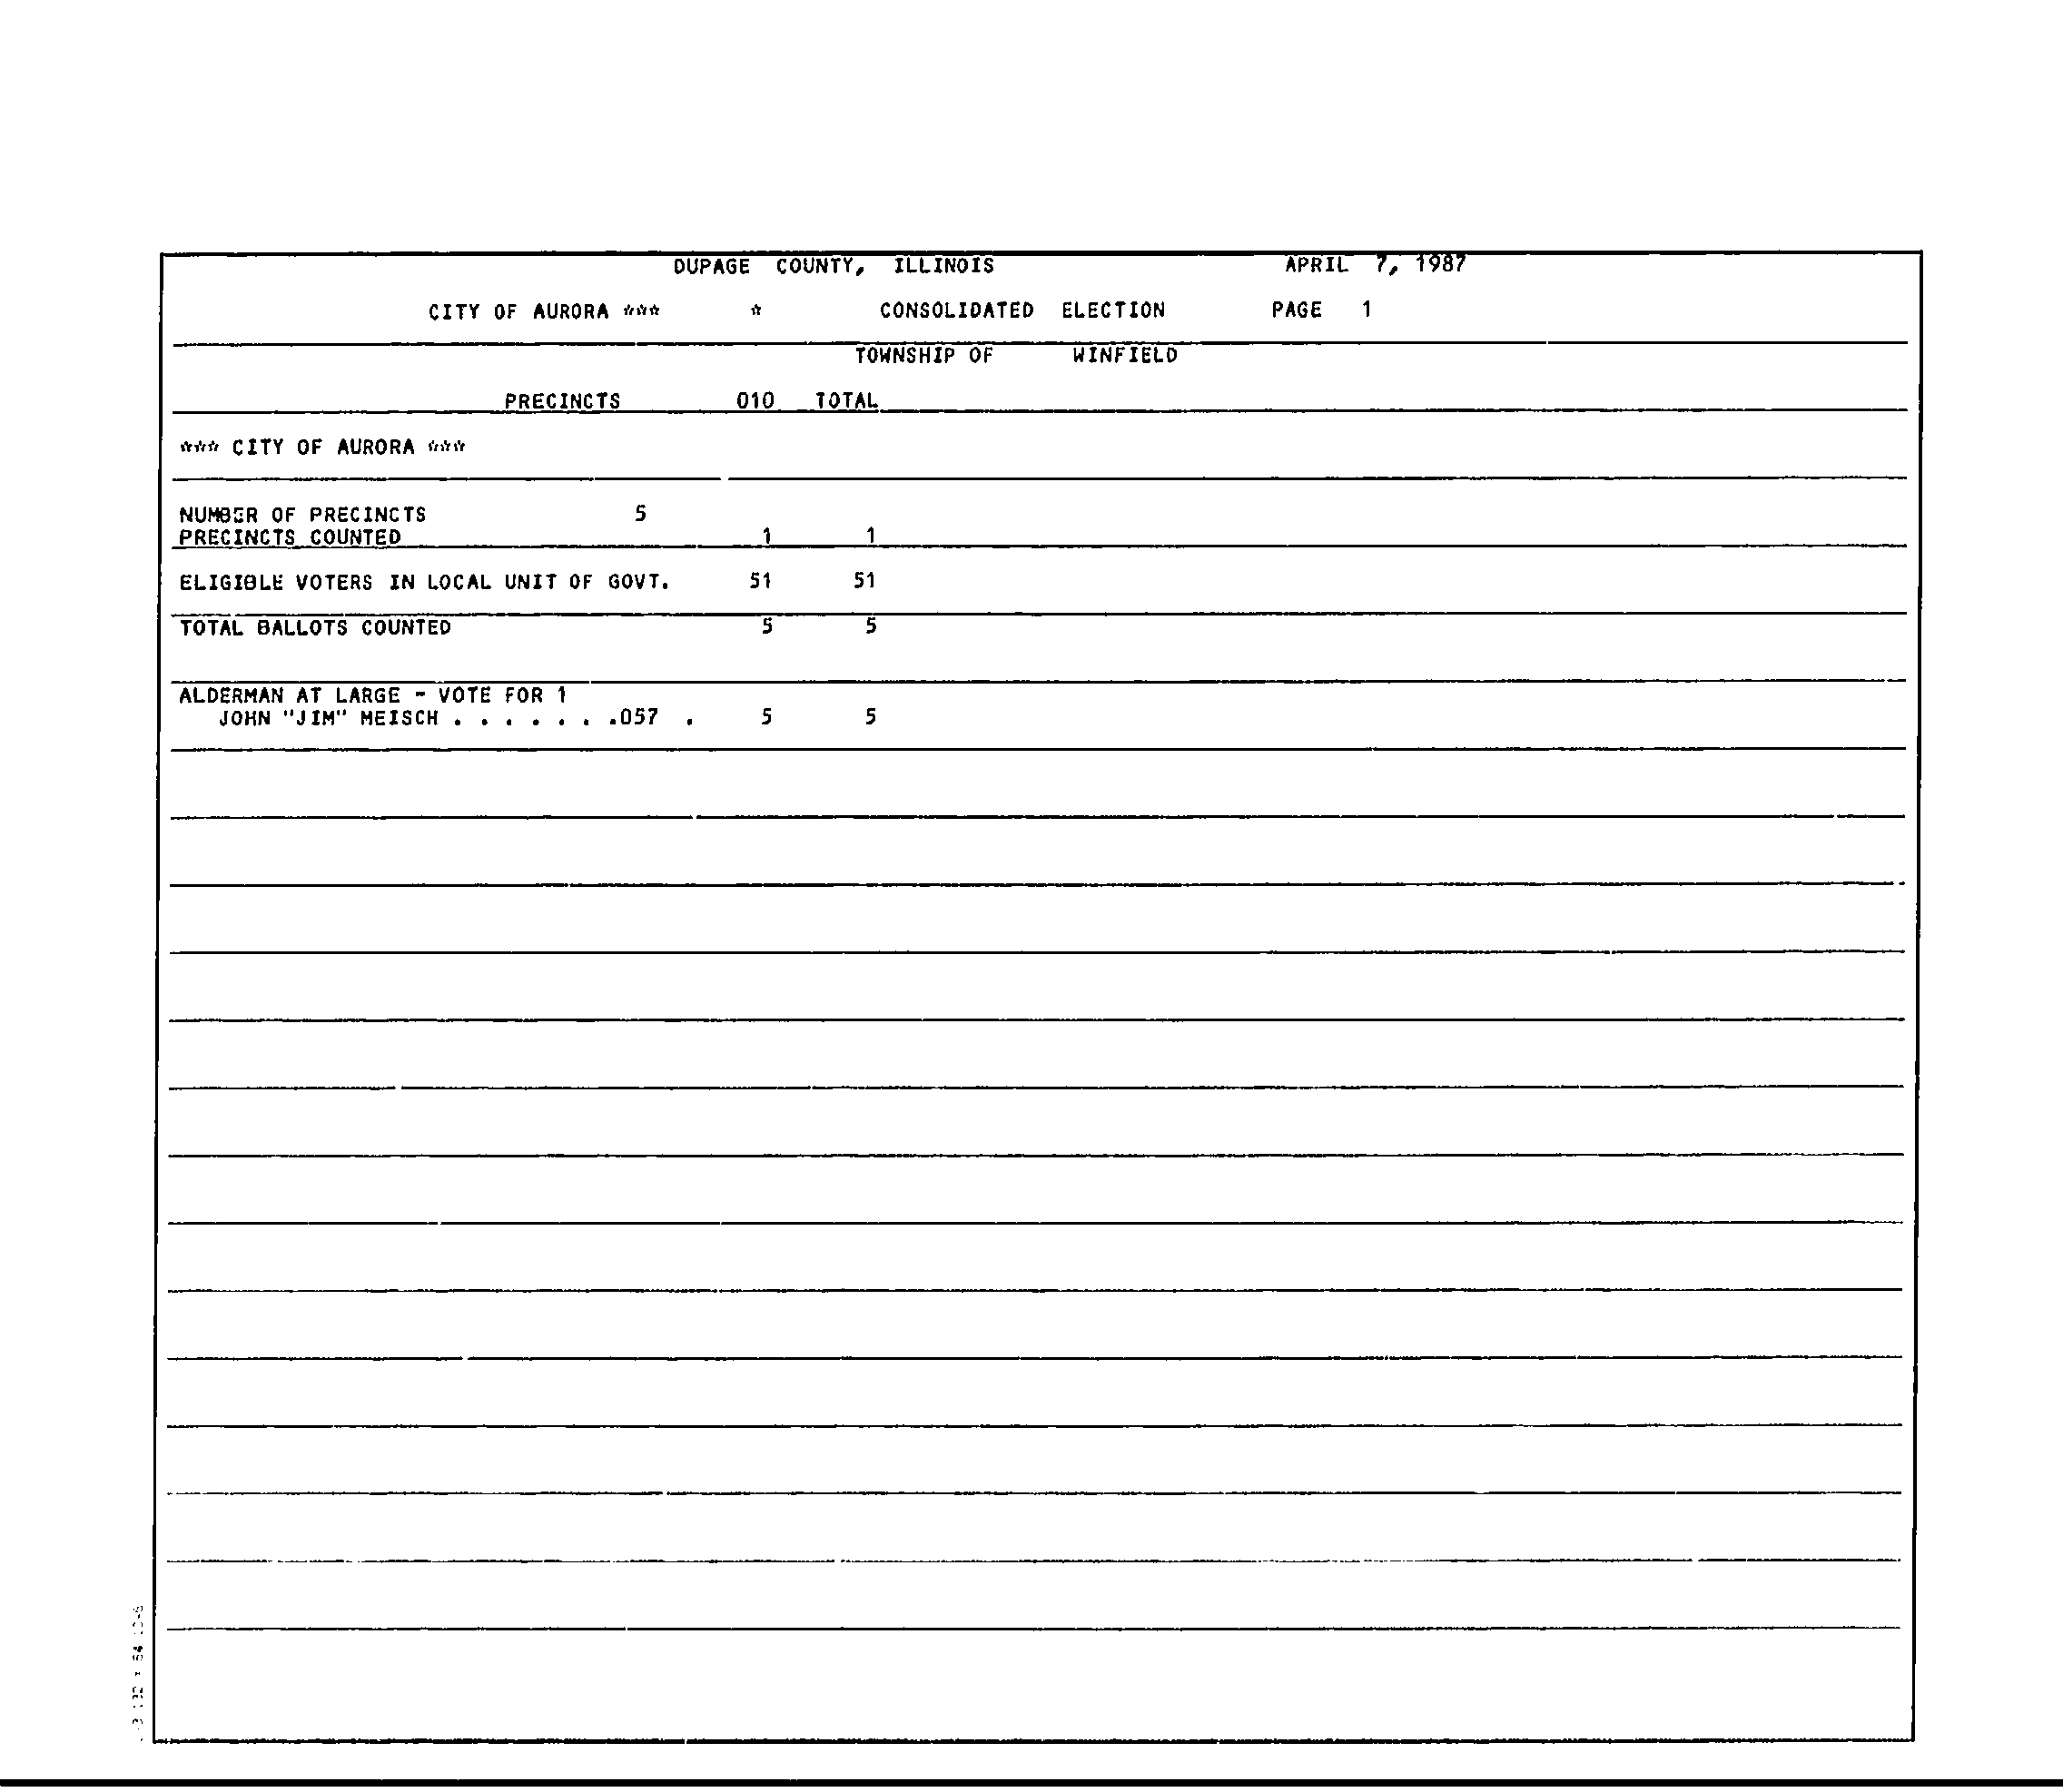 DUPAGE COUNTY, ILLINOIS APRIL 7, 1987
CITY OF AURORA *** * CONSOLIDATED ELECTION PAGE 1
TOWNSHIP OF WINFIELD
PRECINCTS 010 TOTAL
*** CITY OF AURORA ***
NUMBER OF PRECINCTS 5
PRECINCTS COUNTED 1 1
ELIGIBLE VOTERS IN LOCAL UNIT OF GOVT. 51 51
TOTAL BALLOTS COUNTED 5 5
ALDERMAN AT LARGE - VOTE FOR 1
JOHN "JIM" MEISCH . . . . . . .057 . 5 5